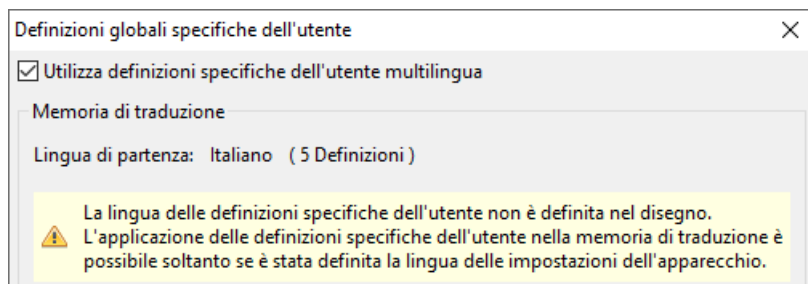 Definizioni globali specifiche dell'utente
Utilizza definizioni specifiche dell'utente multilingua
Memoria di traduzione
Lingua di partenza: Italiano ( 5 Definizioni )
La lingua delle definizioni specifiche dell'utente non è definita nel disegno.
L'applicazione delle definizioni specifiche dell'utente nella memoria di traduzione è
possibile soltanto se è stata definita la lingua delle impostazioni dell'apparecchio.